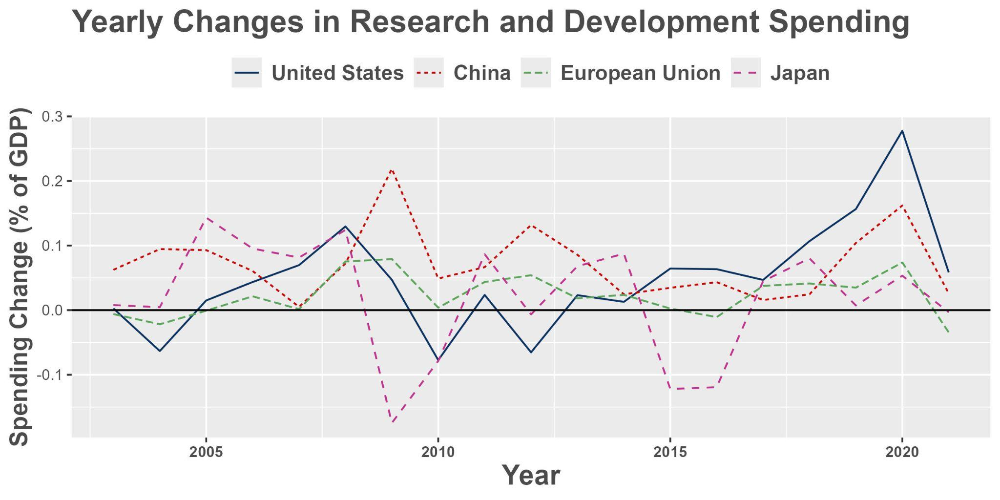 Yearly Changes in Research and Development Spending
United States China European Union Japan
Spending Change (% of GDP)
0.3
0.2
0.1
0.0
-0.1
2005 2010 2015 2020
Year